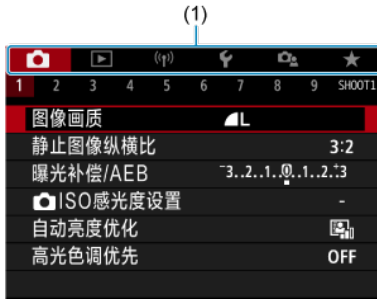 (1)
1 2 3 4 5 6 7 8 9 SHOOT1
图像画质 L
静止图像纵横比 3:2
曝光补偿/AEB -3..2..1..0..1..2.+3
ISO感光度设置 -
自动亮度优化
高光色调优先 OFF